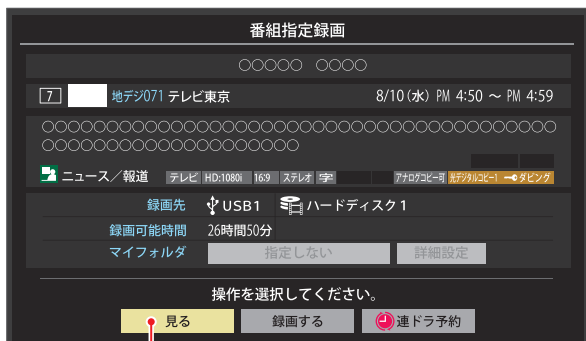 番組指定録画
○○○○○ ○○○○
7 地デジ071 テレビ東京 8/10(水) PM 4:50 ～ PM 4:59
○○○○○○○○○○○○○○○○○○○○○○○○○○○○○○○○○○○○○○○
○○○○○○○○○○○○○○○○○○○○
ニュース／報道 テレビ HD:1080i 16:9 ステレオ 字 アナログコピー可 光デジタルコピー1 ダビング
録画先 USB1 ハードディスク1
録画可能時間 26時間50分
マイフォルダ 指定しない 詳細設定
操作を選択してください。
見る 録画する 連ドラ予約